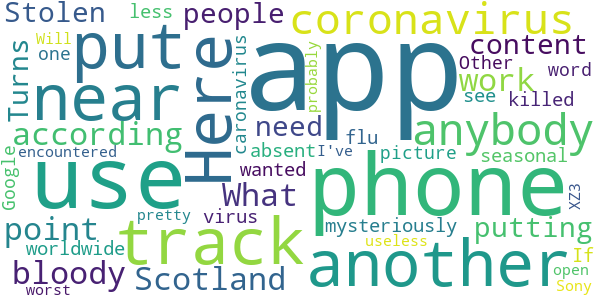 Stolen less people coronavirus
Will one put Here app content
Turns near caronavirus probably Other work word
according need flu see killed anybody
Google encountered use absent I've picture seasonal XZ3
wanted phone
What track another
point pretty virus mysteriously putting
worldwide useless If
bloody Scotland open
worst Sony